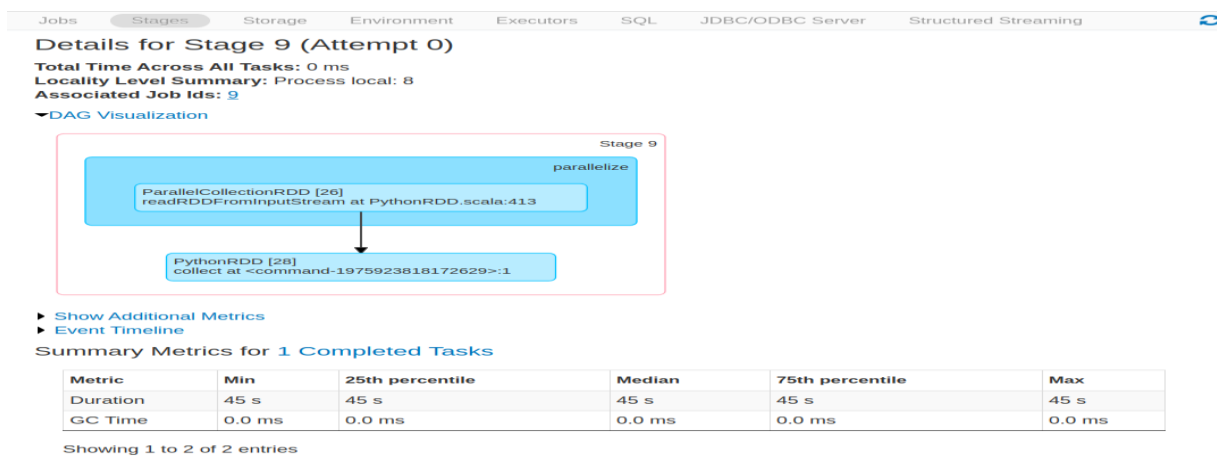 Jobs Stages Storage Environment Executors SQL JDBC/ODBC Server Structured Streaming
Details for Stage 9 (Attempt 0)
Total Time Across All Tasks: 0 ms
Locality Level Summary: Process local: 8
Associated Job Ids: 9
DAG Visualization
Stage 9
parallelize
ParallelCollectionRDD [26]
readRDDFromInputStream at PythonRDD.scala:413
PythonRDD [28]
collect at <command-1975923818172629>:1
Show Additional Metrics
Event Timeline
Summary Metrics for 1 Completed Tasks
Metric Min 25th percentile Median 75th percentile Max
Duration 45 s 45 s 45 s 45 s 45 s
GC Time 0.0 ms 0.0 ms 0.0 ms 0.0 ms 0.0 ms
Showing 1 to 2 of 2 entries